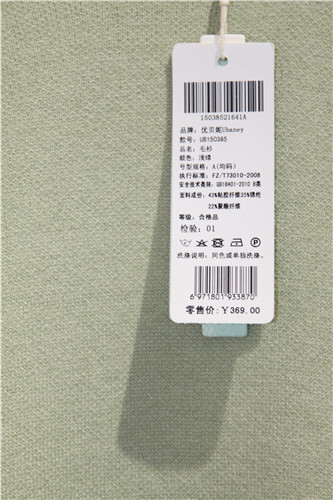 15038521641A
品牌: 优贝妮Ubaney
款号: UB150385
品名: 毛衫
颜色: 浅绿
号型规格: A(均码)
执行标准: FZ/T73010-2008
安全技术类别: GB18401-2010 B类
面料成份: 43%粘胶纤维35%锦纶
22%聚酯纤维
等级: 合格品
检验: 01
洗涤说明: 同色或单独洗涤。
6 971801 933870
零售价:￥369.00